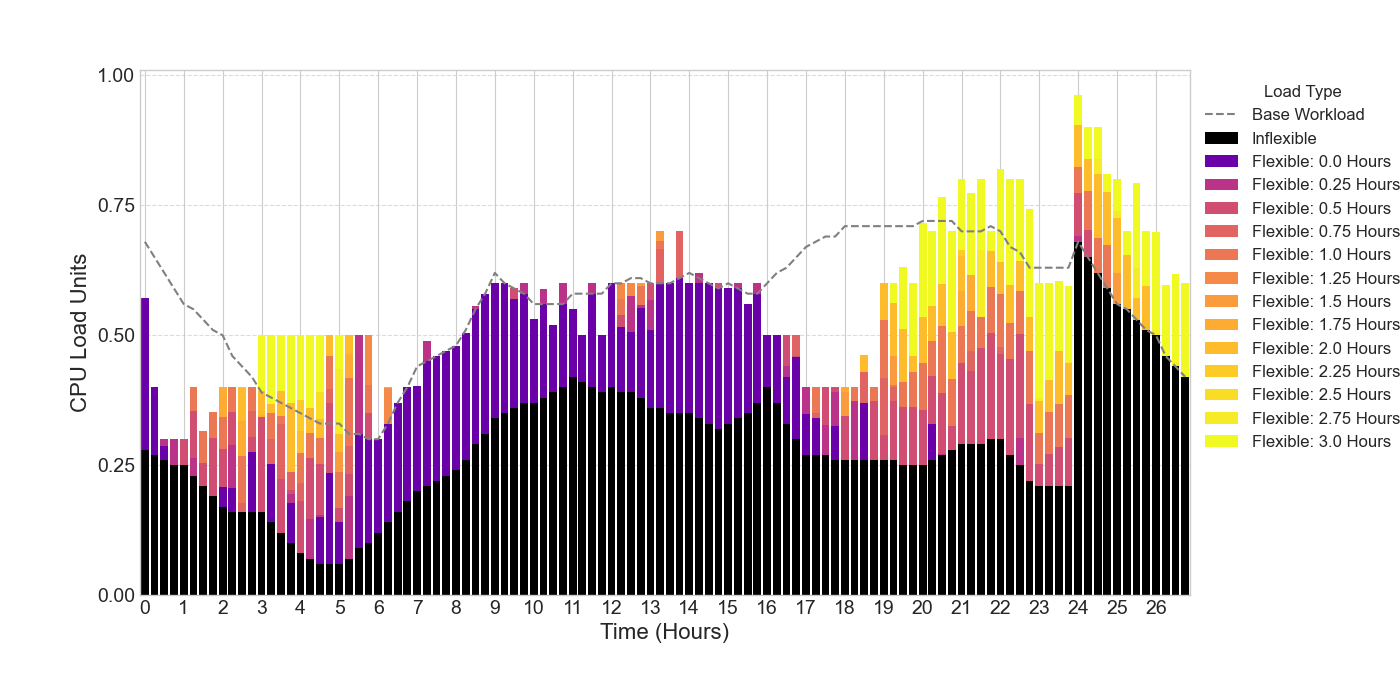 1.00
0.75
0.50
0.25
0.00
CPU Load Units
0 1 2 3 4 5 6 7 8 9 10 11 12 13 14 15 16 17 18 19 20 21 22 23 24 25 26
Time (Hours)
Load Type
Base Workload
Inflexible
Flexible: 0.0 Hours
Flexible: 0.25 Hours
Flexible: 0.5 Hours
Flexible: 0.75 Hours
Flexible: 1.0 Hours
Flexible: 1.25 Hours
Flexible: 1.5 Hours
Flexible: 1.75 Hours
Flexible: 2.0 Hours
Flexible: 2.25 Hours
Flexible: 2.5 Hours
Flexible: 2.75 Hours
Flexible: 3.0 Hours